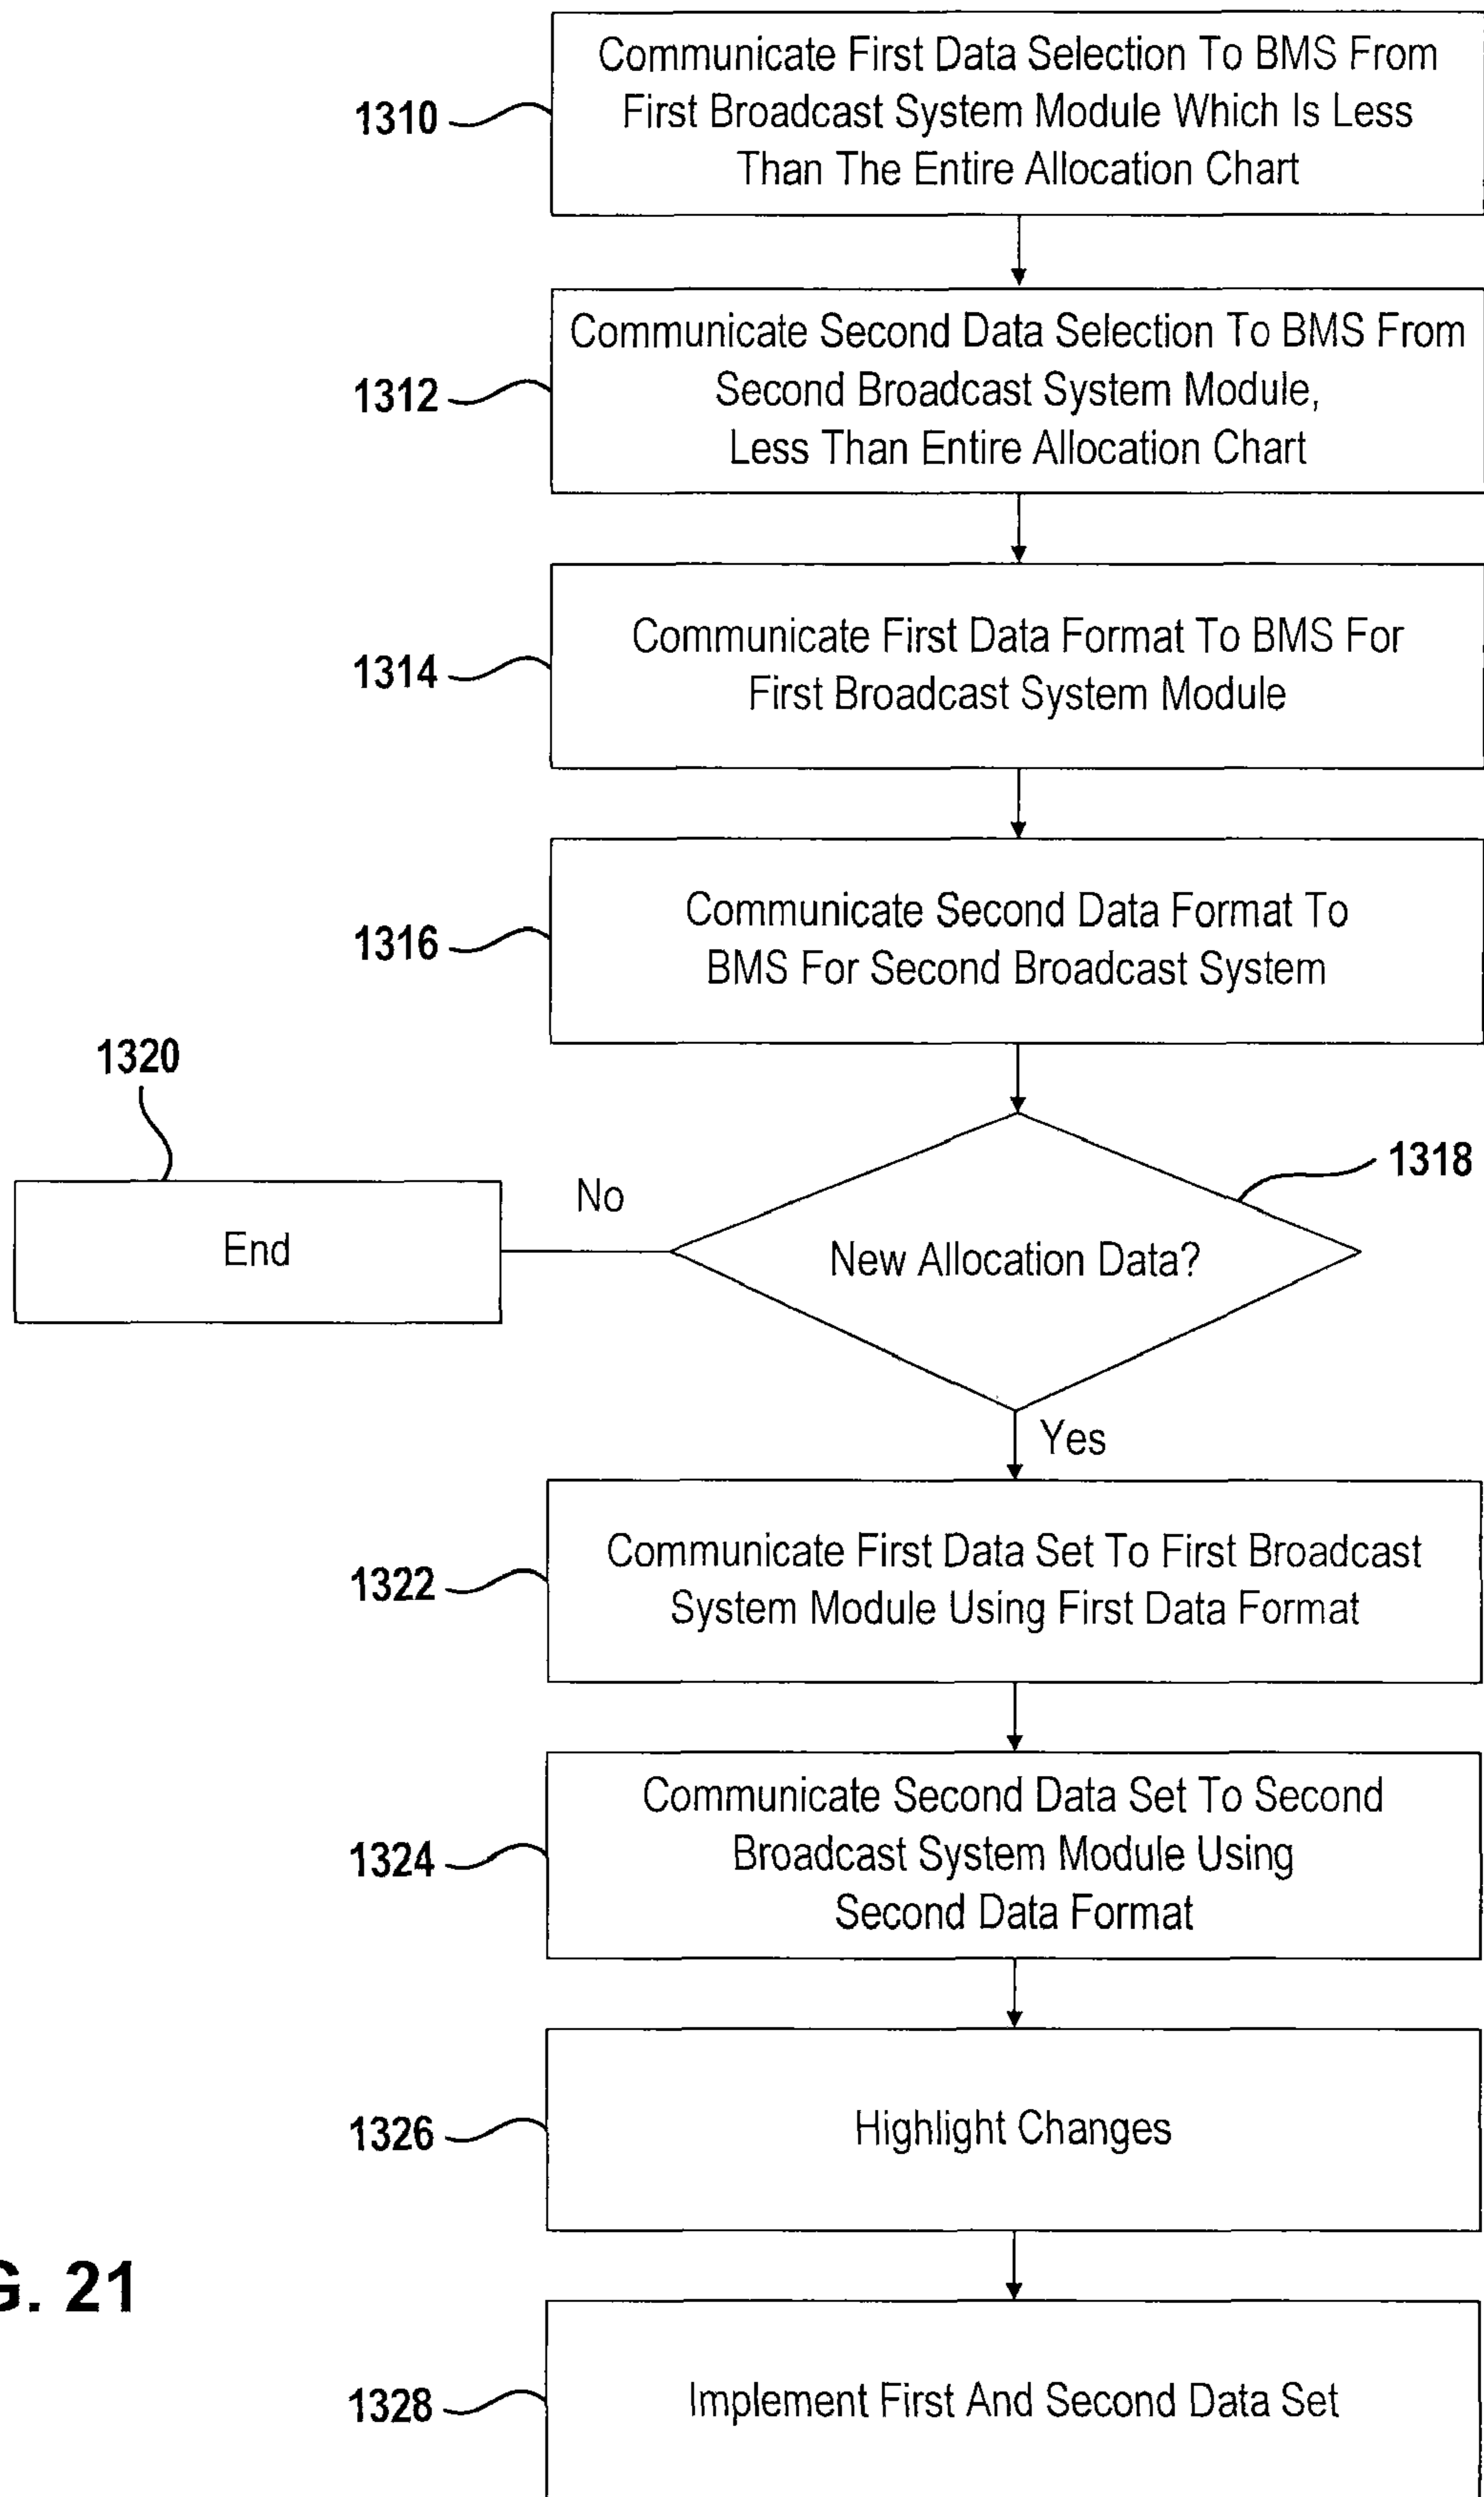 1310
Communicate First Data Selection To BMS From
First Broadcast System Module Which Is Less
Than The Entire Allocation Chart
1312
Communicate Second Data Selection To BMS From
Second Broadcast System Module,
Less Than Entire Allocation Chart
1314
Communicate First Data Format To BMS For
First Broadcast System Module
1316
Communicate Second Data Format To
BMS For Second Broadcast System
1320
End
No
1318
New Allocation Data?
Yes
1322
Communicate First Data Set To First Broadcast
System Module Using First Data Format
1324
Communicate Second Data Set To Second
Broadcast System Module Using
Second Data Format
1326
Highlight Changes
G. 21
1328
Implement First And Second Data Set